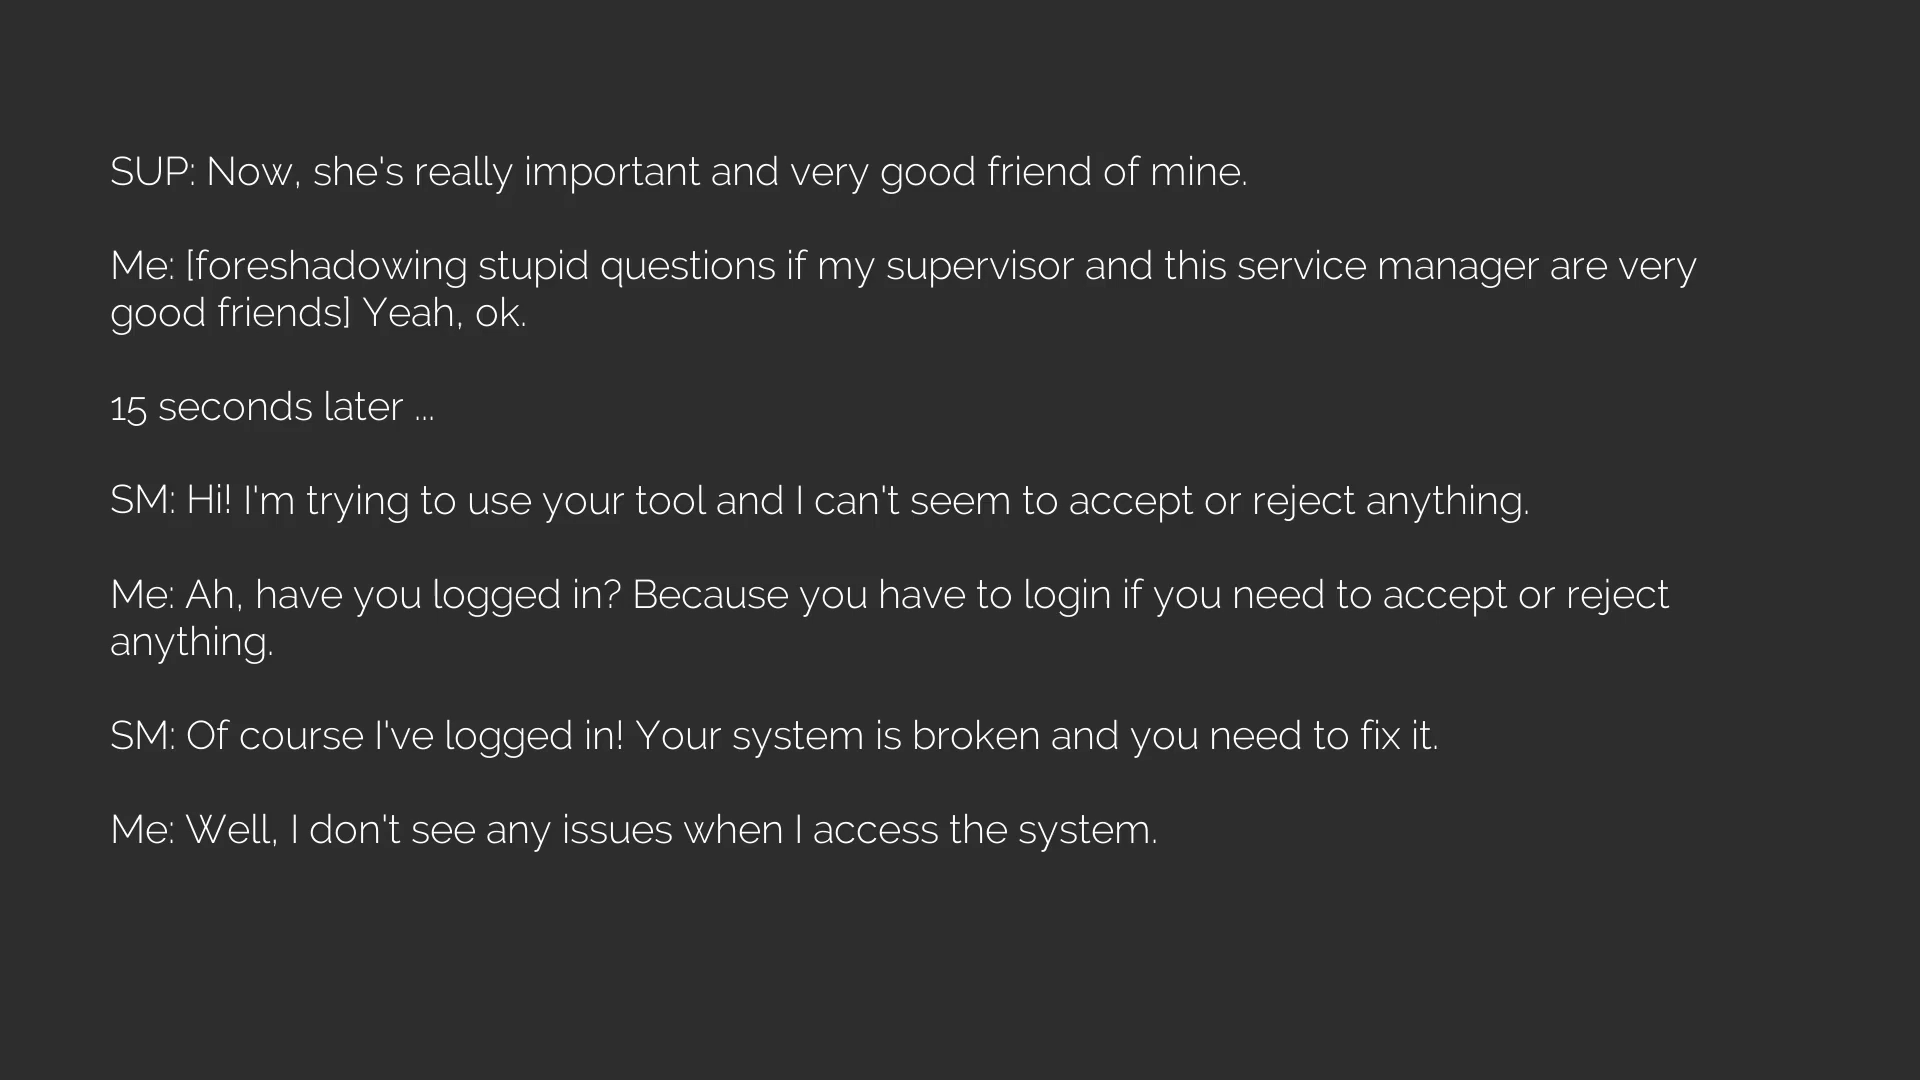 SUP: Now, she's really important and very good friend of mine.
Me: [foreshadowing stupid questions if my supervisor and this service manager are very
good friends] Yeah, ok.
15 seconds later ...
SM: Hi! I'm trying to use your tool and I can't seem to accept or reject anything.
Me: Ah, have you logged in? Because you have to login if you need to accept or reject
anything.
SM: Of course I've logged in! Your system is broken and you need to fix it.
Me: Well, I don't see any issues when I access the system.